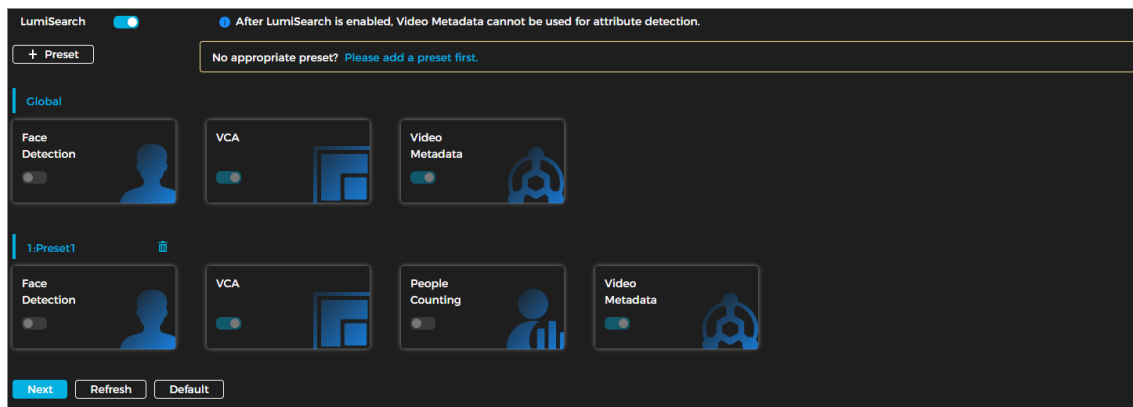 LumiSearch
After LumiSearch is enabled, Video Metadata cannot be used for attribute detection.
+ Preset
No appropriate preset? Please add a preset first.
Global
Face
Detection
VCA
Video
Metadata
1:Preset1
Face
Detection
VCA
People
Counting
Video
Metadata
Next
Refresh
Default